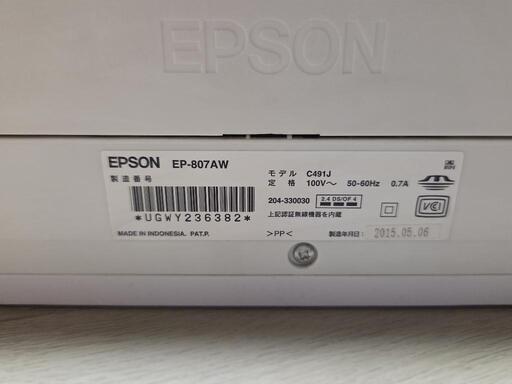 EPSON
EPSON EP-807AW
製造番号
*UGWY236382*
MADE IN INDONESIA. PAT.P.
モデル C491J
定格 100V～ 50-60Hz 0.7A
204-330030 2.4 DS/OF 4
上記認証無線機器を内蔵
>PP<
製造年月日: 2015.05.06
VCCI